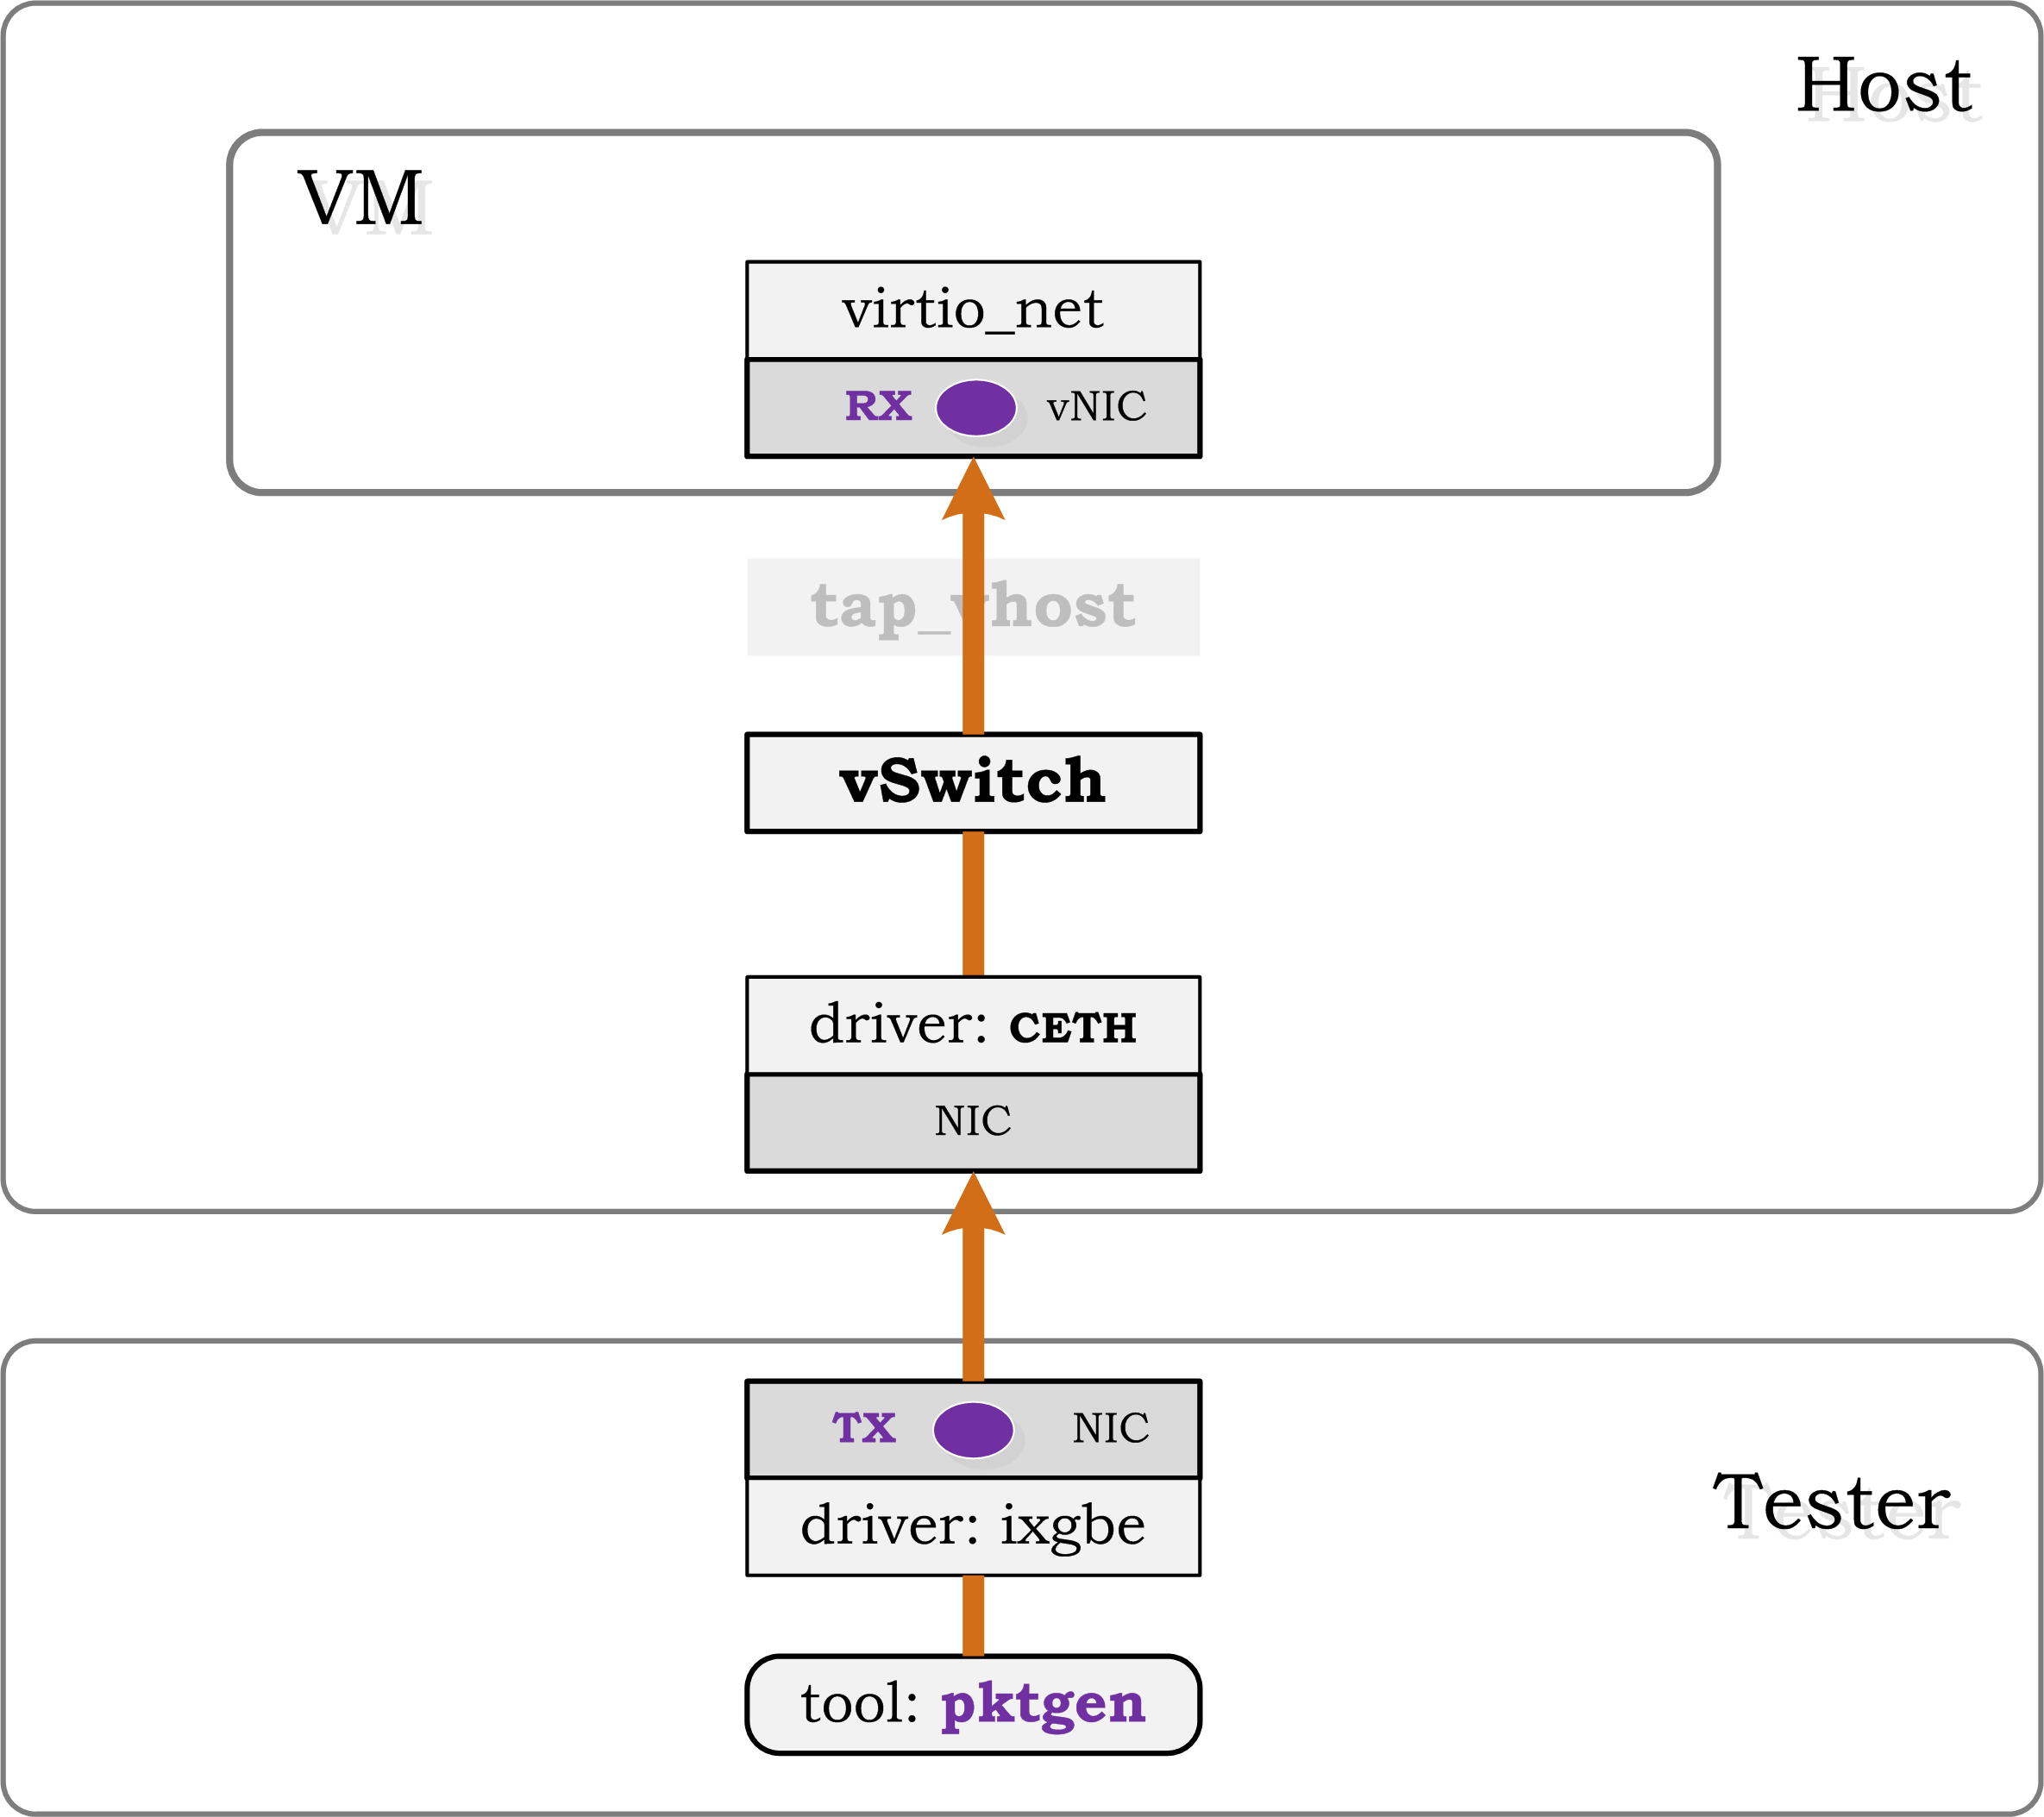 Host
VM
virtio_net
RX vNIC
tap_vhost
vSwitch
driver: CETH
NIC
TX NIC
driver: ixgbe
Tester
tool: pktgen